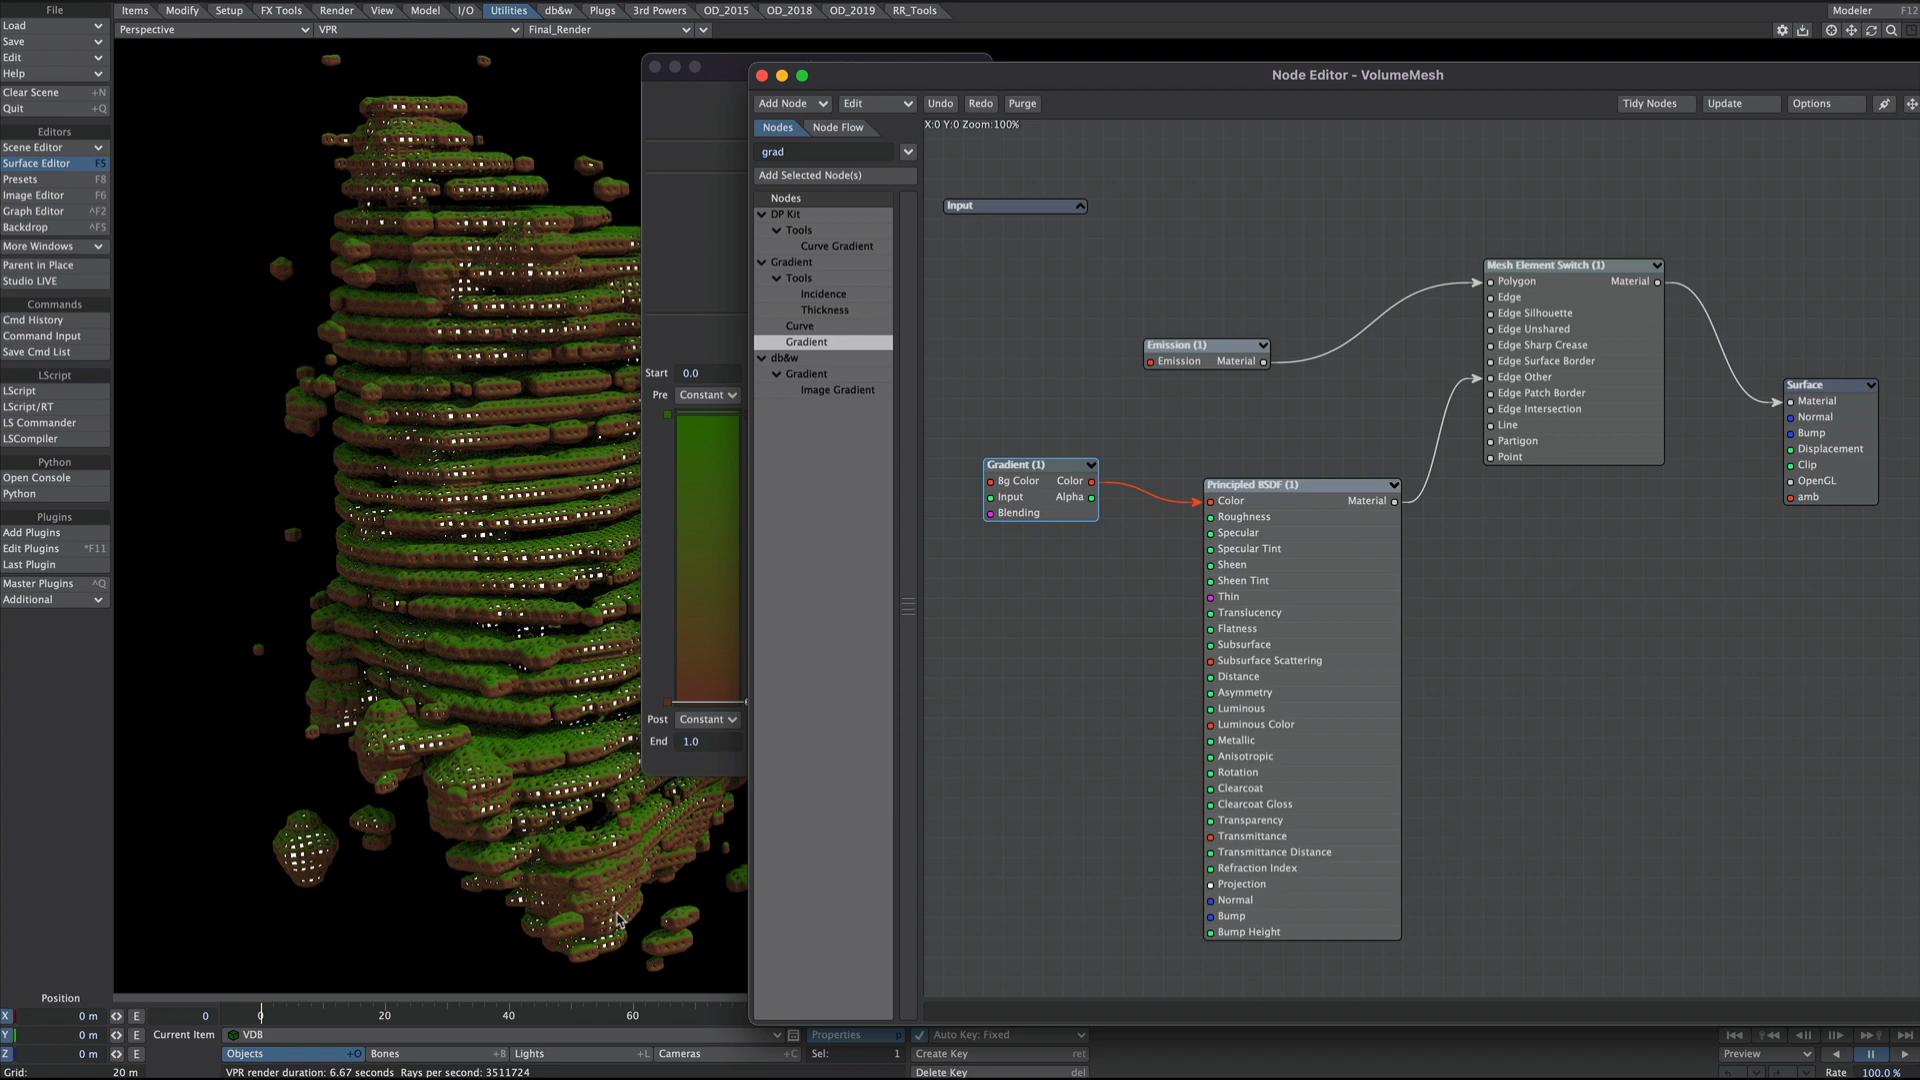 File
Items
Modify
Setup
FX Tools
Render
View
Model
I/O
Utilities
db&w
Plugs
3rd Powers
OD_2015
OD_2018
OD_2019
RR_Tools
Modeler F12
Load
Save
Edit
Help
Clear Scene +N
Quit +Q
Editors
Scene Editor
Surface Editor F5
Presets F8
Image Editor F6
Graph Editor ^F2
Backdrop ^F5
More Windows
Parent in Place
Studio LIVE
Commands
Cmd History
Command Input
Save Cmd List
LScript
LScript
LScript/RT
LS Commander
LSCompiler
Python
Open Console
Python
Plugins
Add Plugins
Edit Plugins *F11
Last Plugin
Master Plugins ^Q
Additional
Perspective
VPR
Final_Render
Start 0.0
Pre Constant
Post Constant
End 1.0
Node Editor - VolumeMesh
Add Node
Edit
Undo
Redo
Purge
Tidy Nodes
Update
Options
Nodes
Node Flow
X:0 Y:0 Zoom:100%
grad
Add Selected Node(s)
Nodes
DP Kit
Tools
Curve Gradient
Gradient
Tools
Incidence
Thickness
Curve
Gradient
db&w
Gradient
Image Gradient
Input
Emission (1)
Emission Material
Gradient (1)
Bg Color Color
Input Alpha
Blending
Principled BSDF (1)
Color Material
Roughness
Specular
Specular Tint
Sheen
Sheen Tint
Thin
Translucency
Flatness
Subsurface
Subsurface Scattering
Distance
Asymmetry
Luminous
Luminous Color
Metallic
Anisotropic
Rotation
Clearcoat
Clearcoat Gloss
Transparency
Transmittance
Transmittance Distance
Refraction Index
Projection
Normal
Bump
Bump Height
Mesh Element Switch (1)
Polygon Material
Edge
Edge Silhouette
Edge Unshared
Edge Sharp Crease
Edge Surface Border
Edge Other
Edge Patch Border
Edge Intersection
Line
Partigon
Point
Surface
Material
Normal
Bump
Displacement
Clip
OpenGL
amb
Position
X 0 m E
Y 0 m E
Z 0 m E
Grid: 20 m
0 0 20 40 60
Current Item VDB
Properties p
Auto Key: Fixed
Objects +O
Bones +B
Lights +L
Cameras +C
Sel: 1
Create Key ret
Preview
VPR render duration: 6.67 seconds Rays per second: 3511724
Delete Key del
Rate 100.0 %